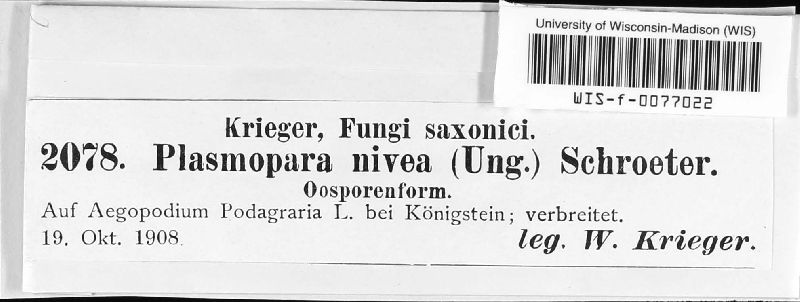 University of Wisconsin-Madison (WIS)
WIS-f-0077022
Krieger, Fungi saxonici.
2078. Plasmopara nivea (Ung.) Schroeter.
Oosporenform.
Auf Aegopodium Podagraria L. bei Königstein; verbreitet.
19. Okt. 1908.
leg. W. Krieger.